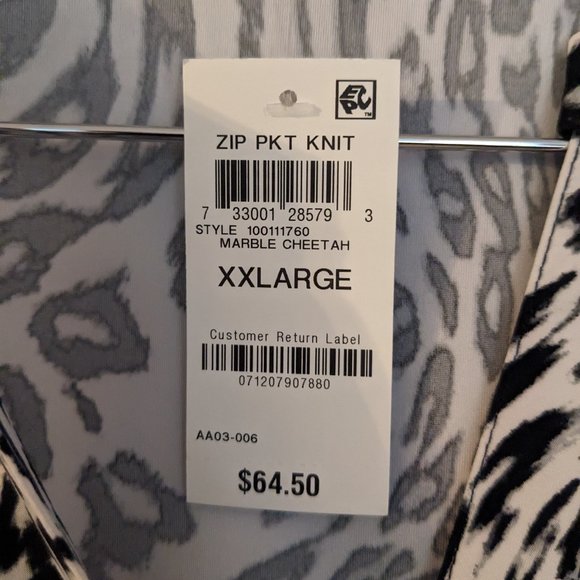 EPC™
ZIP PKT KNIT
7 33001 28579 3
STYLE 100111760
MARBLE CHEETAH
XXLARGE
Customer Return Label
071207907880
AA03-006
$64.50